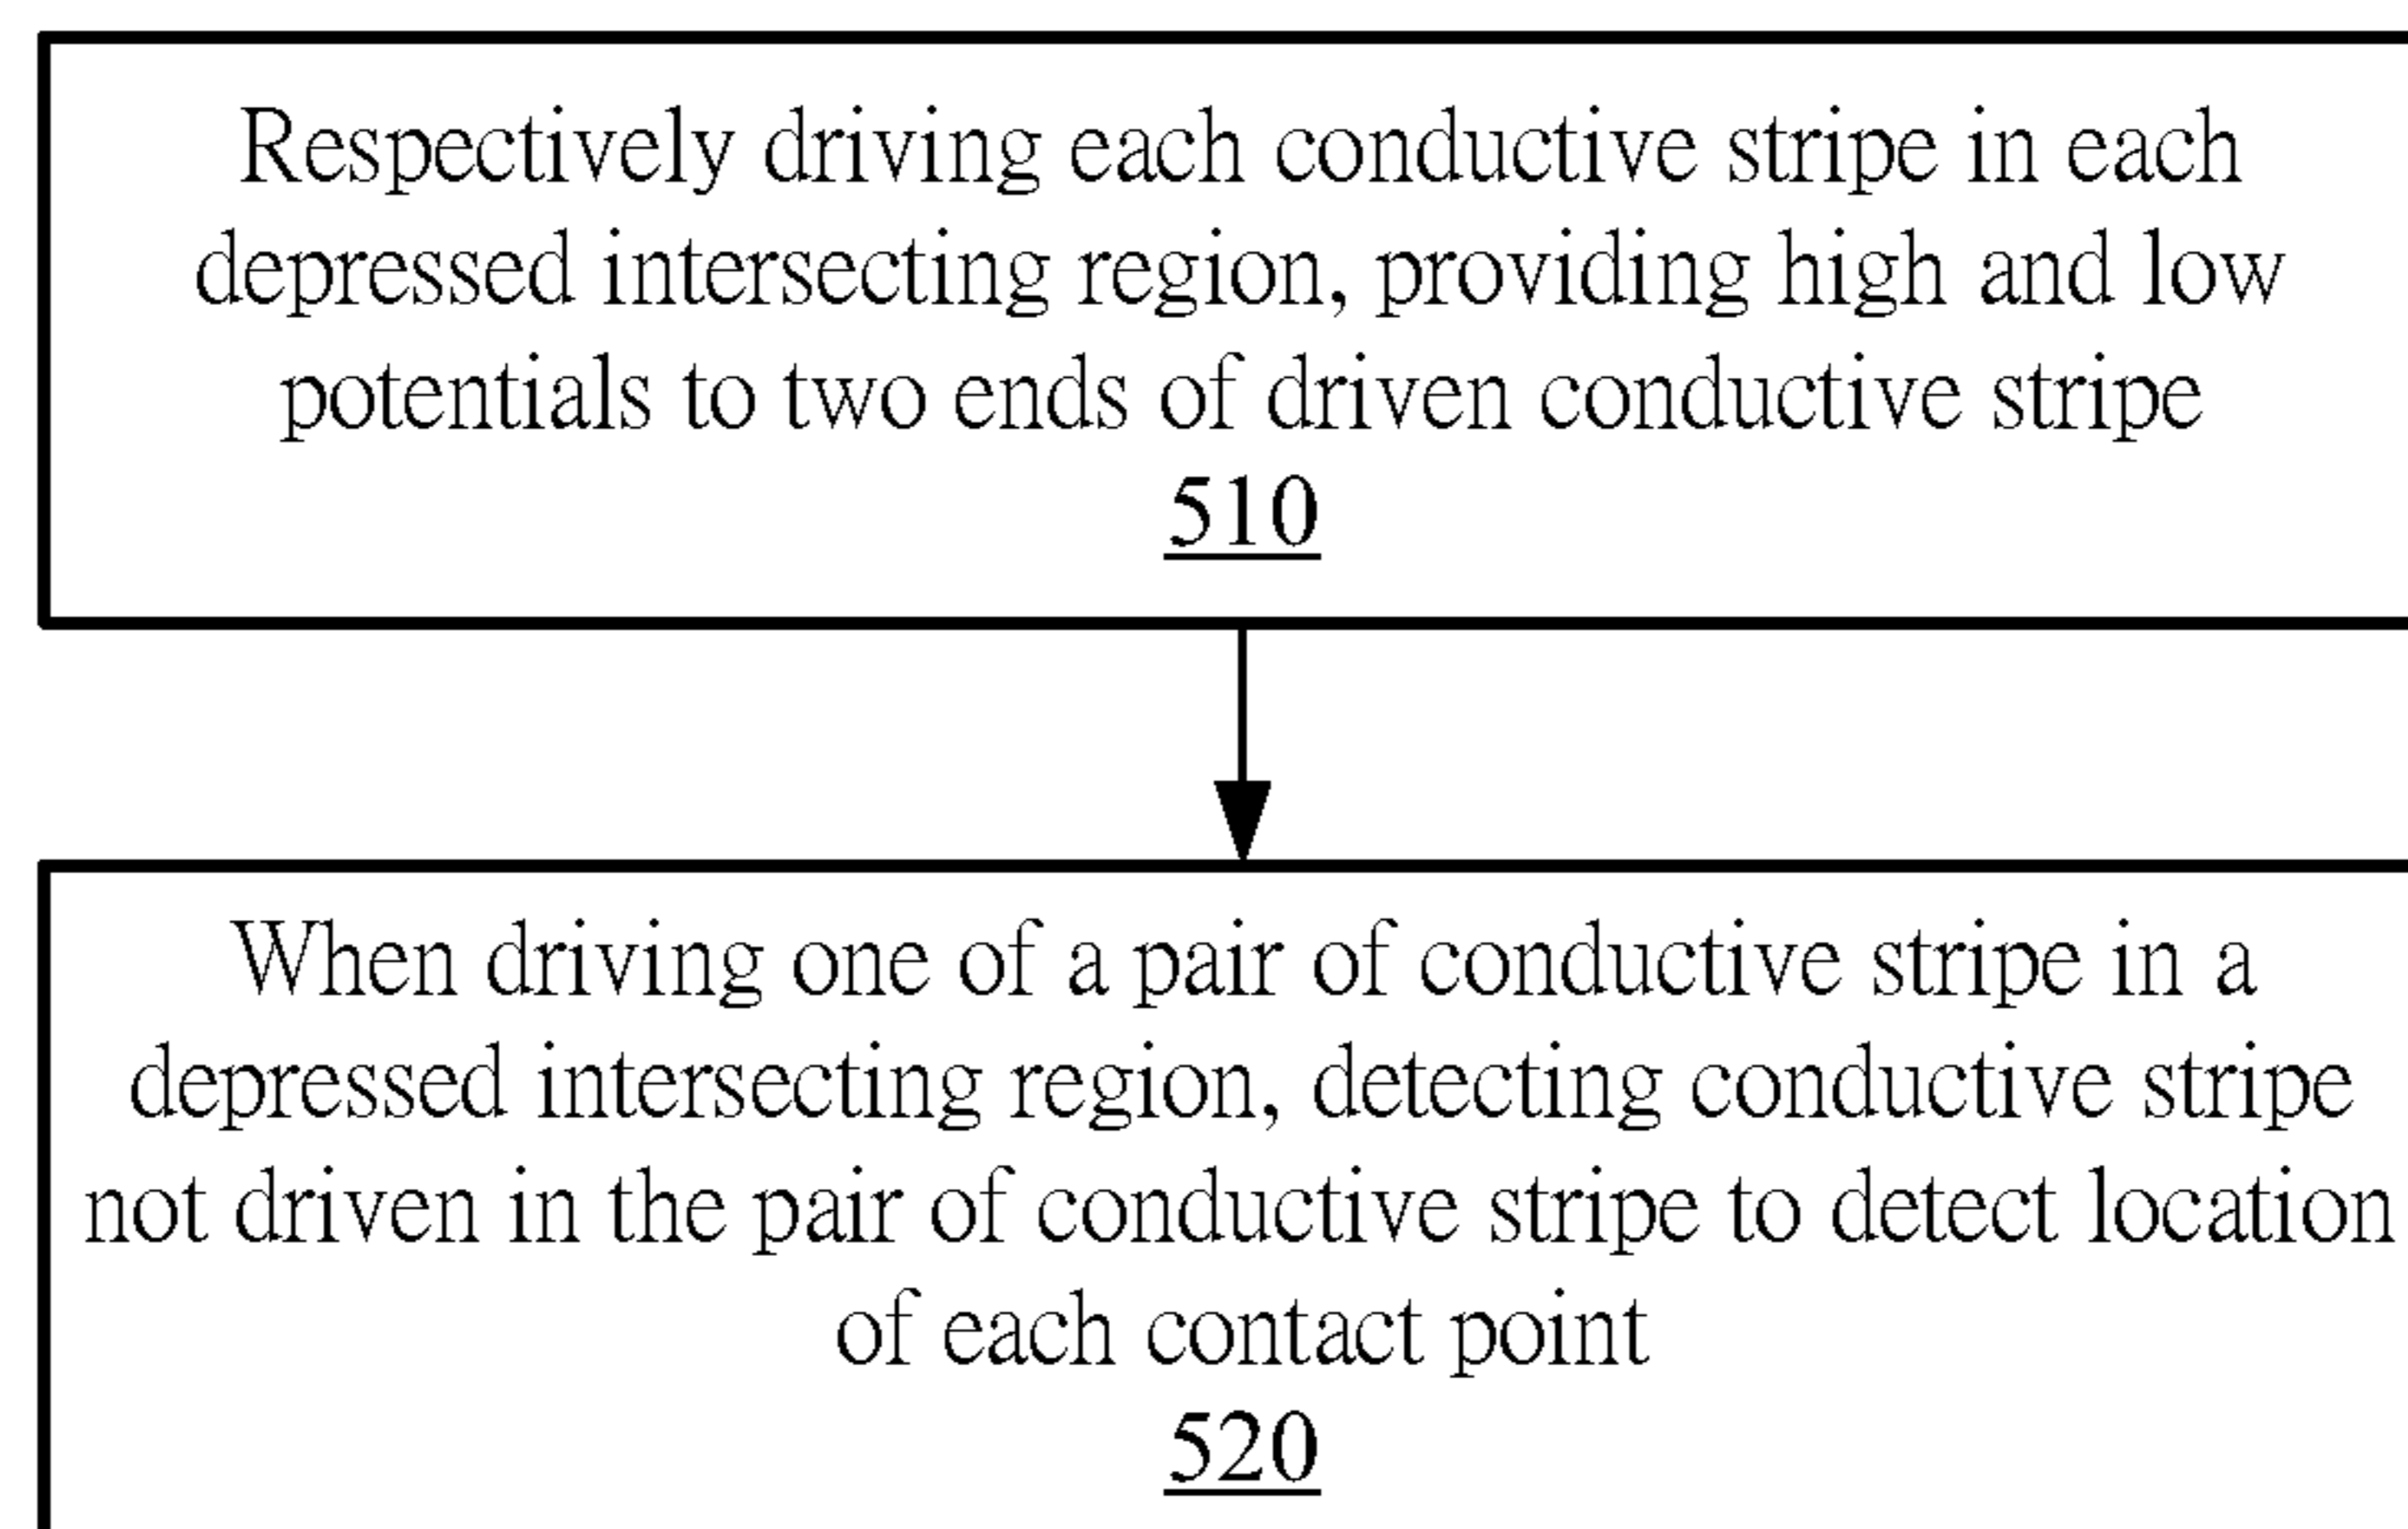 Respectively driving each conductive stripe in each
depressed intersecting region, providing high and low
potentials to two ends of driven conductive stripe
510
When driving one of a pair of conductive stripe in a
depressed intersecting region, detecting conductive stripe
not driven in the pair of conductive stripe to detect location
of each contact point
520